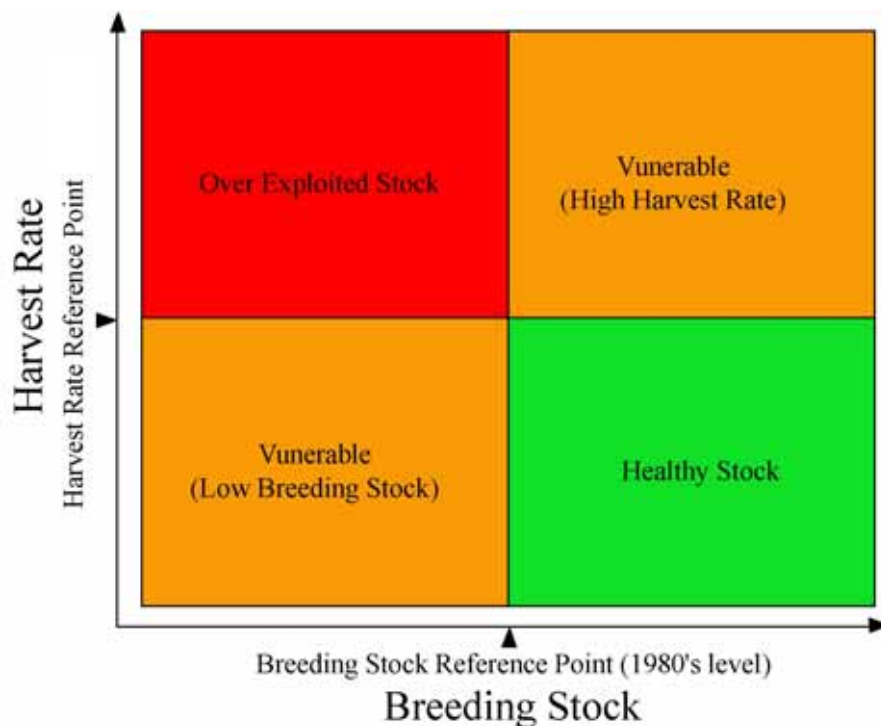 Harvest Rate
Harvest Rate Reference Point
Over Exploited Stock
Vunerable
(High Harvest Rate)
Vunerable
(Low Breeding Stock)
Healthy Stock
Breeding Stock Reference Point (1980's level)
Breeding Stock